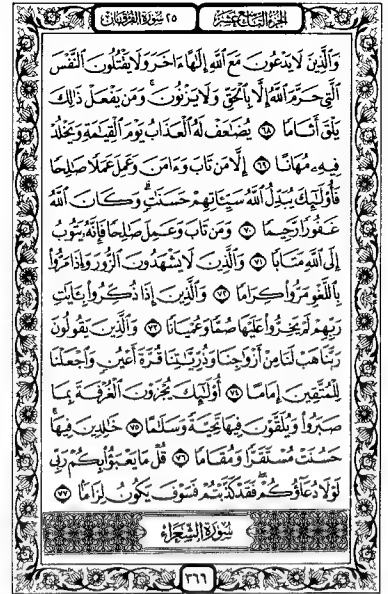 الجزء التاسع عشر ٢٥ سورة الفرقان
وَالَّذِينَ لَا يَدْعُونَ مَعَ اللَّهِ إِلَٰهًا ءَاخَرَ وَلَا يَقْتُلُونَ النَّفْسَ
الَّتِي حَرَّمَ اللَّهُ إِلَّا بِالْحَقِّ وَلَا يَزْنُونَ ۚ وَمَن يَفْعَلْ ذَٰلِكَ
يَلْقَ أَثَامًا ٦٨ يُضَٰعَفْ لَهُ الْعَذَابُ يَوْمَ الْقِيَٰمَةِ وَيَخْلُدْ
فِيهِۦ مُهَانًا ٦٩ إِلَّا مَن تَابَ وَءَامَنَ وَعَمِلَ عَمَلًا صَٰلِحًا
فَأُو۟لَٰٓئِكَ يُبَدِّلُ اللَّهُ سَيِّـَٔاتِهِمْ حَسَنَٰتٍ ۗ وَكَانَ اللَّهُ
غَفُورًا رَّحِيمًا ٧٠ وَمَن تَابَ وَعَمِلَ صَٰلِحًا فَإِنَّهُۥ يَتُوبُ
إِلَى اللَّهِ مَتَابًا ٧١ وَالَّذِينَ لَا يَشْهَدُونَ الزُّورَ وَإِذَا مَرُّوا۟
بِاللَّغْوِ مَرُّوا۟ كِرَامًا ٧٢ وَالَّذِينَ إِذَا ذُكِّرُوا۟ بِـَٔايَٰتِ
رَبِّهِمْ لَمْ يَخِرُّوا۟ عَلَيْهَا صُمًّا وَعُمْيَانًا ٧٣ وَالَّذِينَ يَقُولُونَ
رَبَّنَا هَبْ لَنَا مِنْ أَزْوَٰجِنَا وَذُرِّيَّٰتِنَا قُرَّةَ أَعْيُنٍ وَاجْعَلْنَا
لِلْمُتَّقِينَ إِمَامًا ٧٤ أُو۟لَٰٓئِكَ يُجْزَوْنَ الْغُرْفَةَ بِمَا
صَبَرُوا۟ وَيُلَقَّوْنَ فِيهَا تَحِيَّةً وَسَلَٰمًا ٧٥ خَٰلِدِينَ فِيهَا ۚ
حَسُنَتْ مُسْتَقَرًّا وَمُقَامًا ٧٦ قُلْ مَا يَعْبَؤُا۟ بِكُمْ رَبِّي
لَوْلَا دُعَآؤُكُمْ ۖ فَقَدْ كَذَّبْتُمْ فَسَوْفَ يَكُونُ لِزَامًا ٧٧
سورة الشعراء
٣٦٦